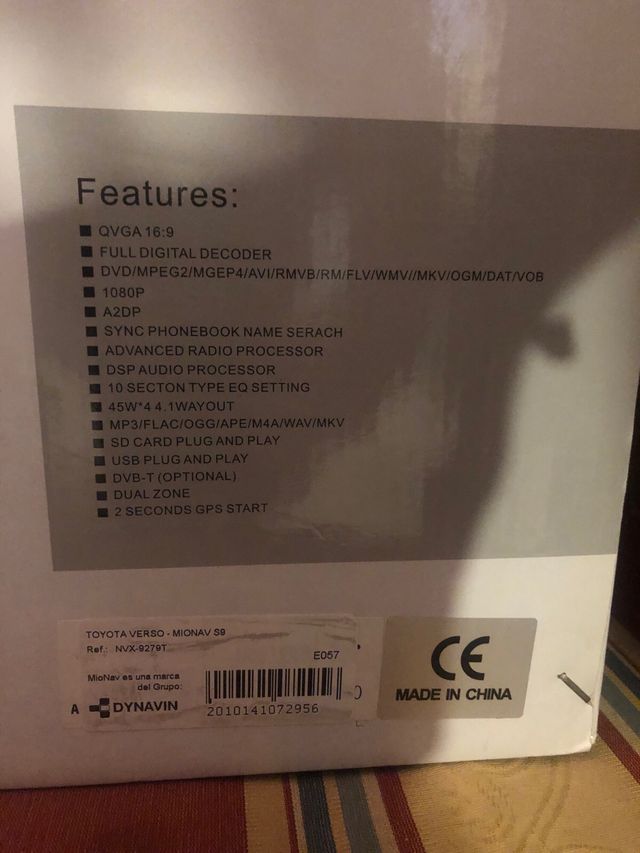 Features:
QVGA 16:9
FULL DIGITAL DECODER
DVD/MPEG2/MGEP4/AVI/RMVB/RM/FLV/WMV//MKV/OGM/DAT/VOB
1080P
A2DP
SYNC PHONEBOOK NAME SERACH
ADVANCED RADIO PROCESSOR
DSP AUDIO PROCESSOR
10 SECTON TYPE EQ SETTING
45W*4 4.1WAYOUT
MP3/FLAC/OGG/APE/M4A/WAV/MKV
SD CARD PLUG AND PLAY
USB PLUG AND PLAY
DVB-T (OPTIONAL)
DUAL ZONE
2 SECONDS GPS START
TOYOTA VERSO - MIONAV S9
Ref.: NVX-9279T
E057
MioNav es una marca
del Grupo:
A DYNAVIN
2010141072956
CE
MADE IN CHINA